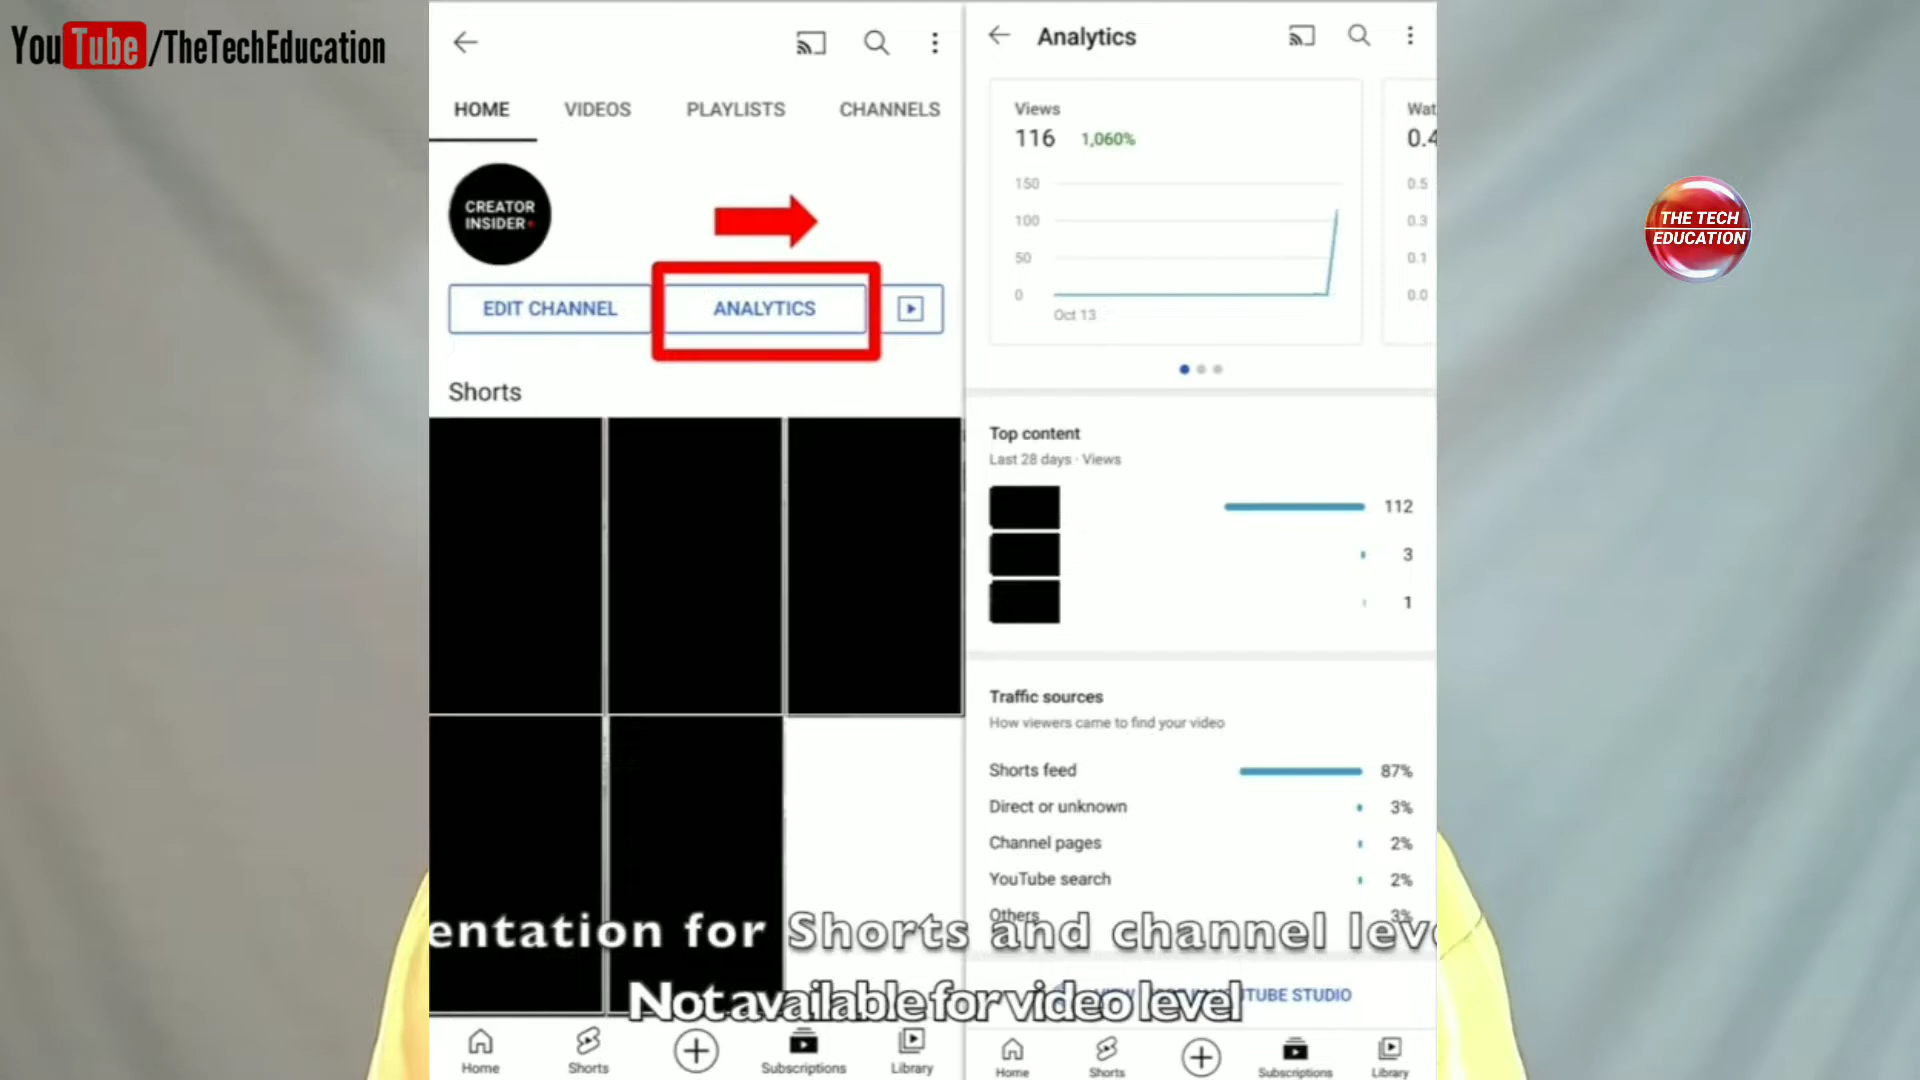 YouTube/TheTechEducation
HOME VIDEOS PLAYLISTS CHANNELS
CREATOR
INSIDER
EDIT CHANNEL
ANALYTICS
Shorts
Home Shorts Subscriptions Library
Analytics
Views
116 1,060%
150
100
50
0
Oct 13
Wat
0.4
0.5
0.3
0.1
0.0
Top content
Last 28 days · Views
112
3
1
Traffic sources
How viewers came to find your video
Shorts feed 87%
Direct or unknown 3%
Channel pages 2%
YouTube search 2%
Others 3%
TUBE STUDIO
Home Shorts Subscriptions Library
entation for Shorts and channel leve
Not available for video level
THE TECH
EDUCATION